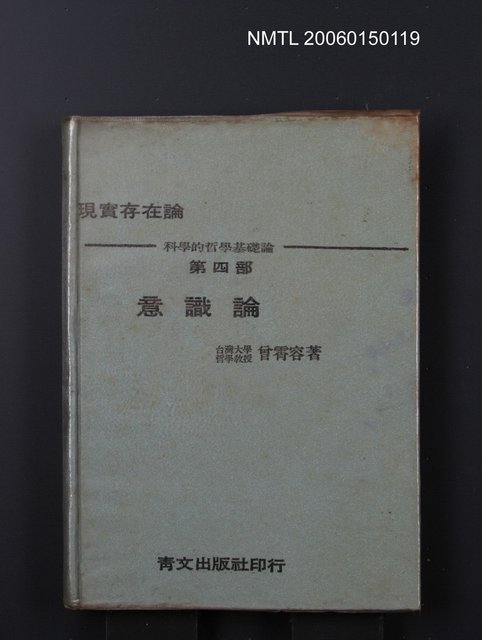 NMTL 20060150119
現實存在論
科學的哲學基礎論
第四部
意識論
台灣大學
哲學教授 曾霄容著
青文出版社印行